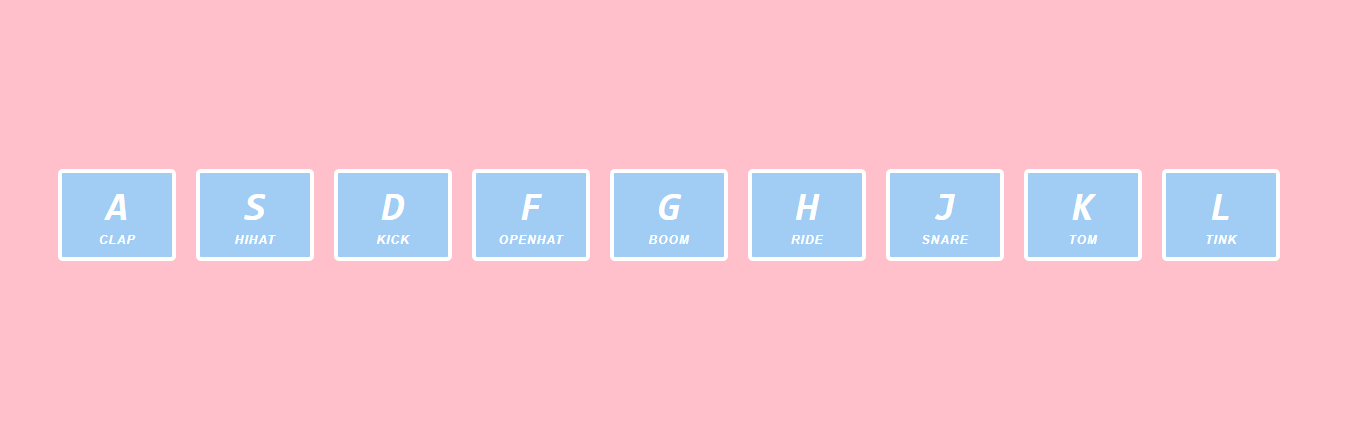 A S D F G H J K L
CLAP HIHAT KICK OPENHAT BOOM RIDE SNARE TOM TINK